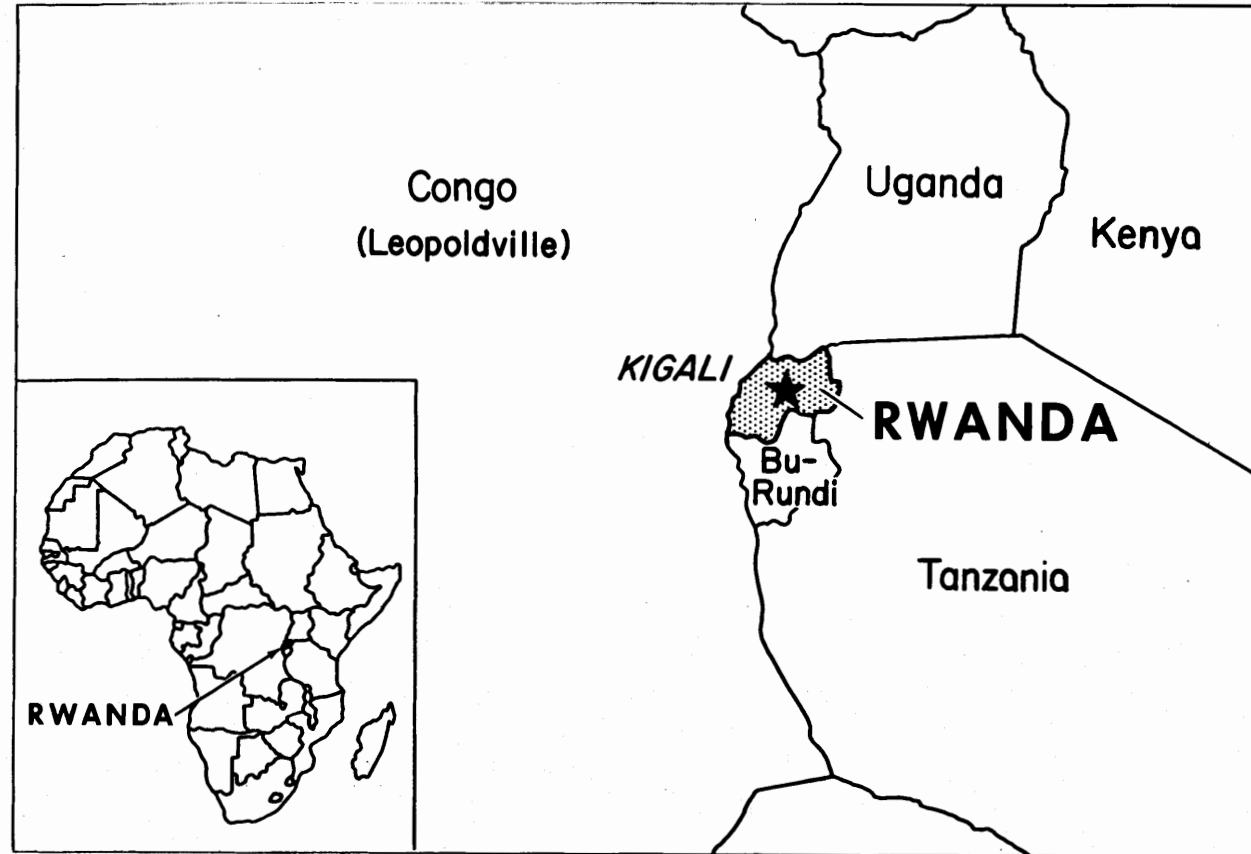 Congo
(Leopoldville)
Uganda
Kenya
KIGALI
RWANDA
Bu-
Rundi
Tanzania
RWANDA